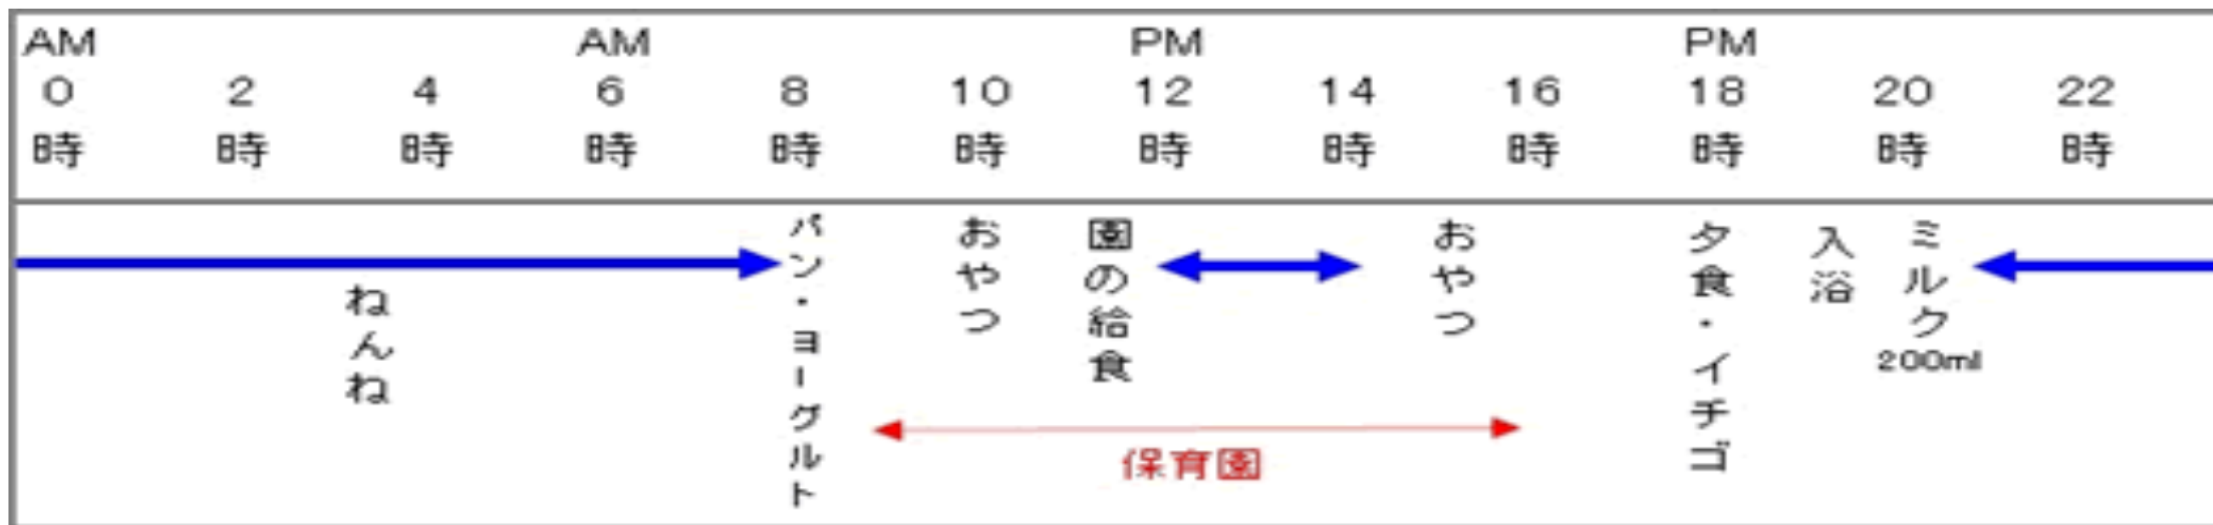 AM AM PM PM
0 2 4 6 8 10 12 14 16 18 20 22
時 時 時 時 時 時 時 時 時 時 時 時
ねんね
パン・ヨーグルト
おやつ
園の給食
おやつ
夕食・イチゴ
入浴
ミルク
200ml
保育園